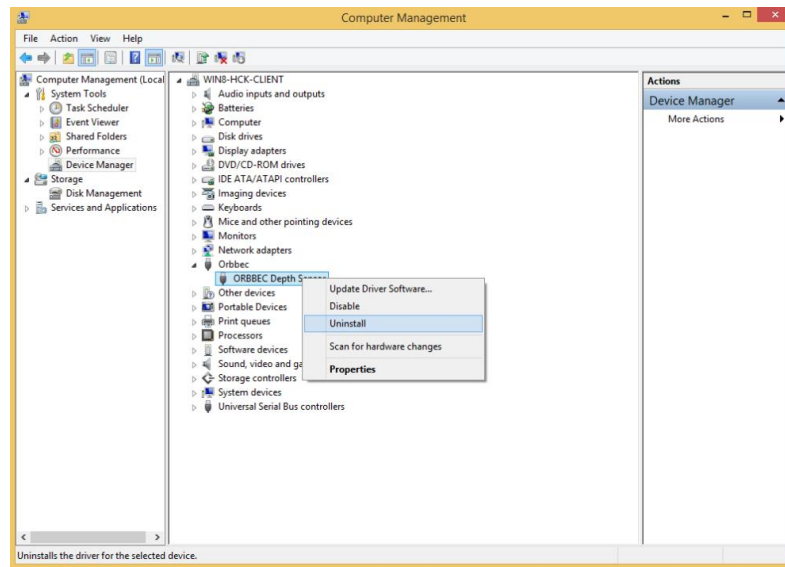 Computer Management
File Action View Help
Computer Management (Local
System Tools
Task Scheduler
Event Viewer
Shared Folders
Performance
Device Manager
Storage
Disk Management
Services and Applications
WIN8-HCK-CLIENT
Audio inputs and outputs
Batteries
Computer
Disk drives
Display adapters
DVD/CD-ROM drives
IDE ATA/ATAPI controllers
Imaging devices
Keyboards
Mice and other pointing devices
Monitors
Network adapters
Orbbec
ORBBEC Depth Sensor
Other devices
Portable Devices
Print queues
Processors
Software devices
Sound, video and ga
Storage controllers
System devices
Universal Serial Bus controllers
Update Driver Software...
Disable
Uninstall
Scan for hardware changes
Properties
Actions
Device Manager
More Actions
Uninstalls the driver for the selected device.